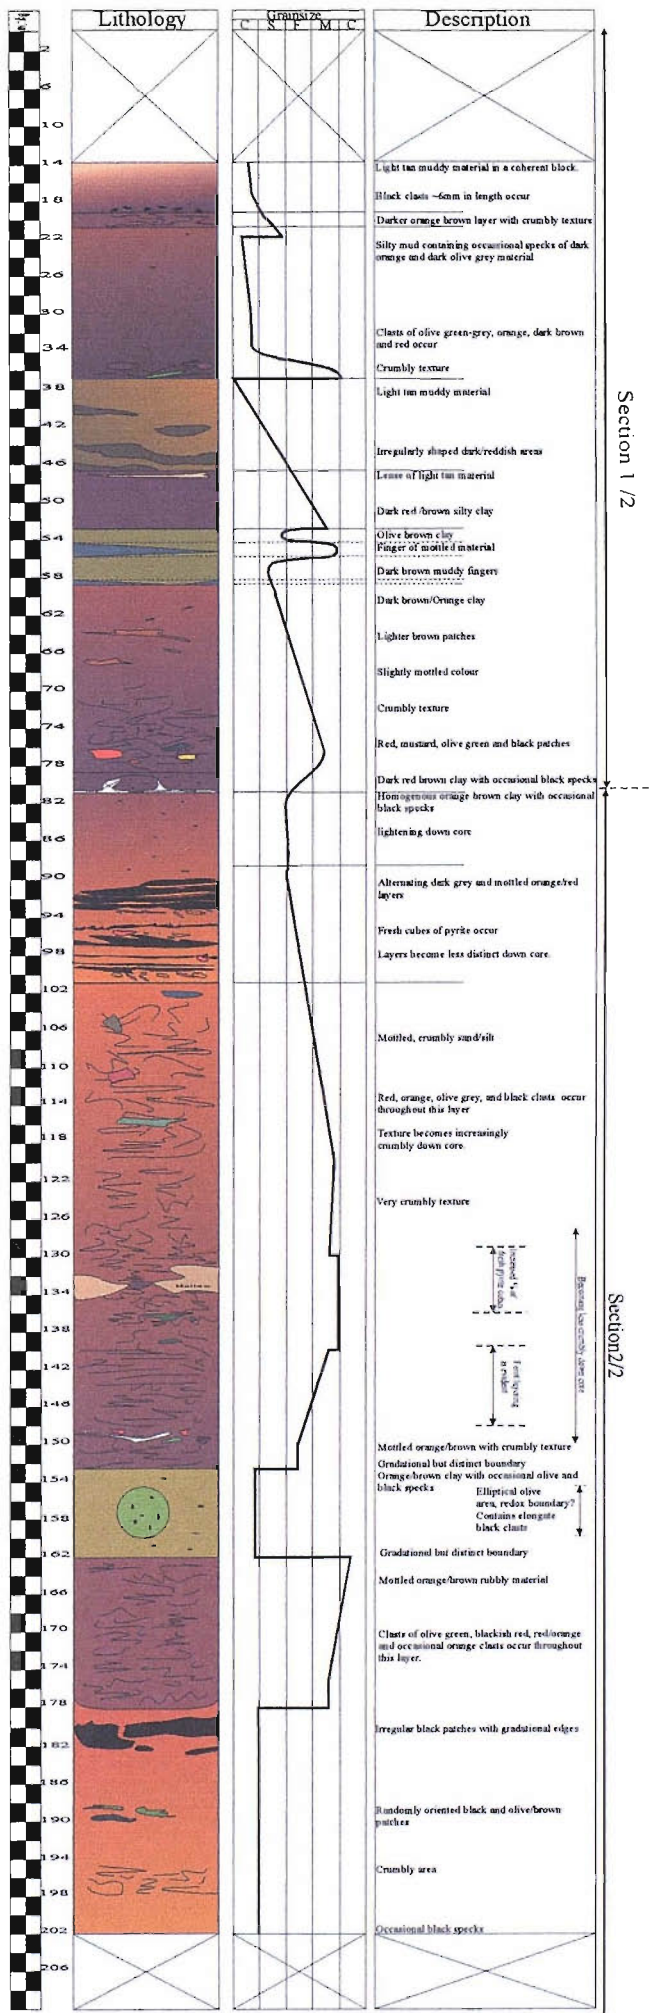 Lithology
Grainsize
Description
C S F M C
2
6
10
14
18
22
26
30
34
38
42
46
50
54
58
62
66
70
74
78
82
86
90
94
98
102
106
110
114
118
122
126
130
134
138
142
146
150
154
158
162
166
170
174
178
182
186
190
194
198
202
206
Light tan muddy material in a coherent block.
Black clasts ~6mm in length occur
Darker orange brown layer with crumbly texture
Silty mud containing occasional specks of dark
orange and dark olive grey material
Clasts of olive green-grey, orange, dark brown
and red occur
Crumbly texture
Light tan muddy material
Irregularly shaped dark/reddish areas
Lense of light tan material
Dark red /brown silty clay
Olive brown clay
Finger of mottled material
Dark brown muddy fingers
Dark brown/Orange clay
Lighter brown patches
Slightly mottled colour
Crumbly texture
Red, mustard, olive green and black patches
Dark red brown clay with occasional black specks
Homogenous orange brown clay with occasional
black specks
lightening down core
Alternating dark grey and mottled orange/red
layers
Fresh cubes of pyrite occur
Layers become less distinct down core.
Mottled, crumbly sand/silt
Red, orange, olive grey, and black clasts occur
throughout this layer
Texture becomes increasingly
crumbly down core.
Very crumbly texture
Increased % of
fresh pyrite cubes
Becoming less crumbly down core
Faint layering
is evident
Mottled orange/brown with crumbly texture
Gradational but distinct boundary
Orange/brown clay with occasional olive and
black specks
Elliptical olive
area, redox boundary?
Contains elongate
black clasts
Gradational but distinct boundary
Mottled orange/brown rubbly material
Clasts of olive green, blackish red, red/orange
and occasional orange clasts occur throughout
this layer.
Irregular black patches with gradational edges
Randomly oriented black and olive/brown
patches
Crumbly area
Occasional black specks
Section 1 /2
Section2/2